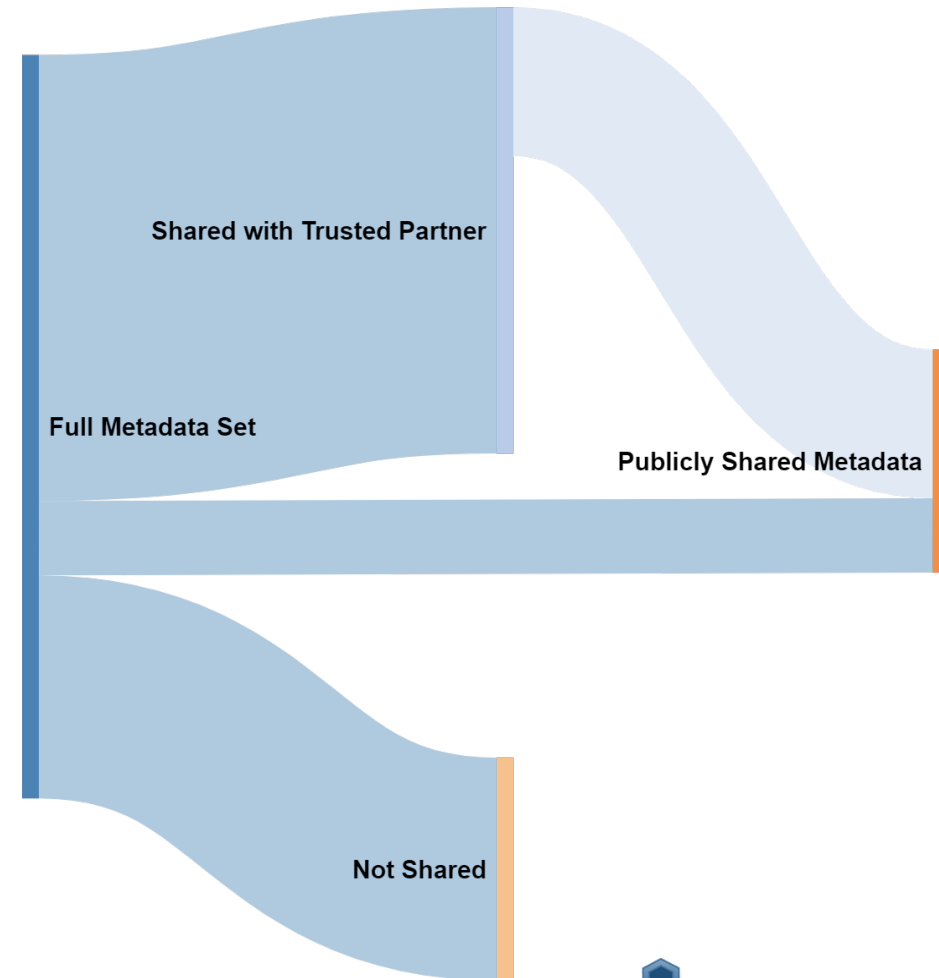 Shared with Trusted Partner
Full Metadata Set
Publicly Shared Metadata
Not Shared